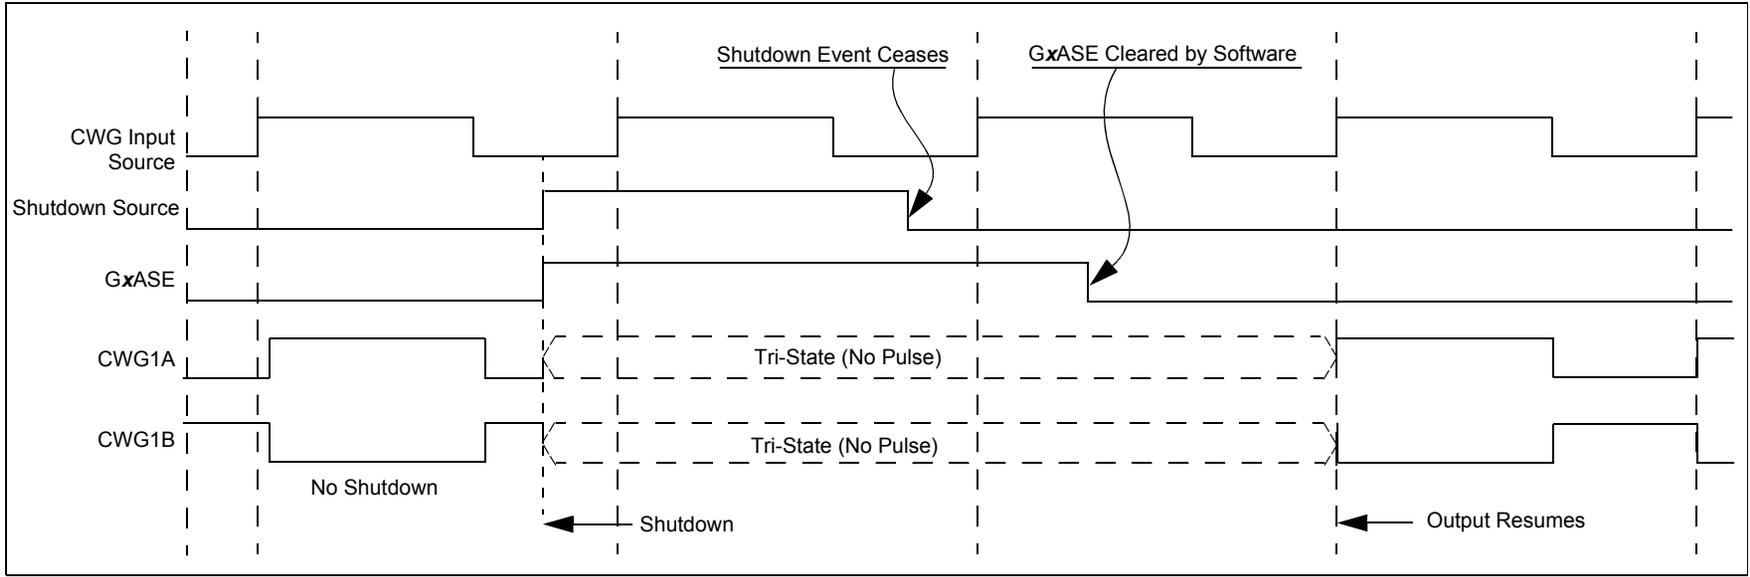 Shutdown Event Ceases
GxASE Cleared by Software
CWG Input
Source
Shutdown Source
GxASE
CWG1A
Tri-State (No Pulse)
CWG1B
Tri-State (No Pulse)
No Shutdown
Shutdown
Output Resumes